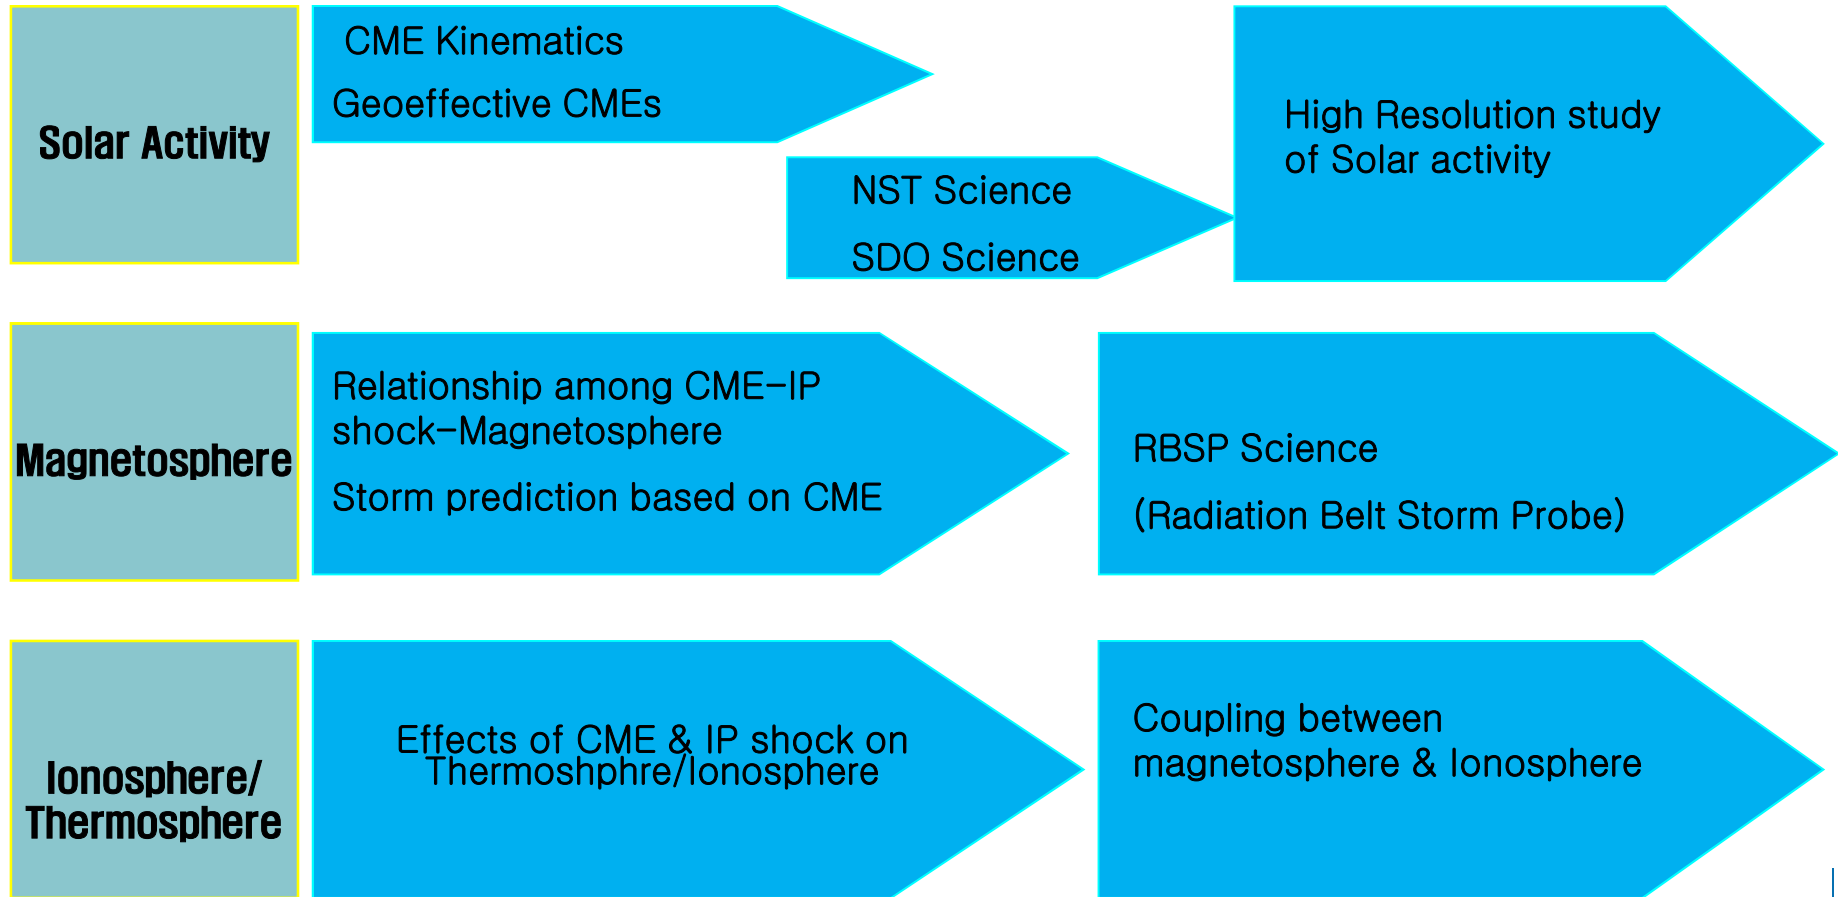 Solar Activity
CME Kinematics
Geoeffective CMEs
NST Science
SDO Science
High Resolution study
of Solar activity
Magnetosphere
Relationship among CME-IP
shock-Magnetosphere
Storm prediction based on CME
RBSP Science
(Radiation Belt Storm Probe)
Ionosphere/
Thermosphere
Effects of CME & IP shock on
Thermoshphre/Ionosphere
Coupling between
magnetosphere & Ionosphere